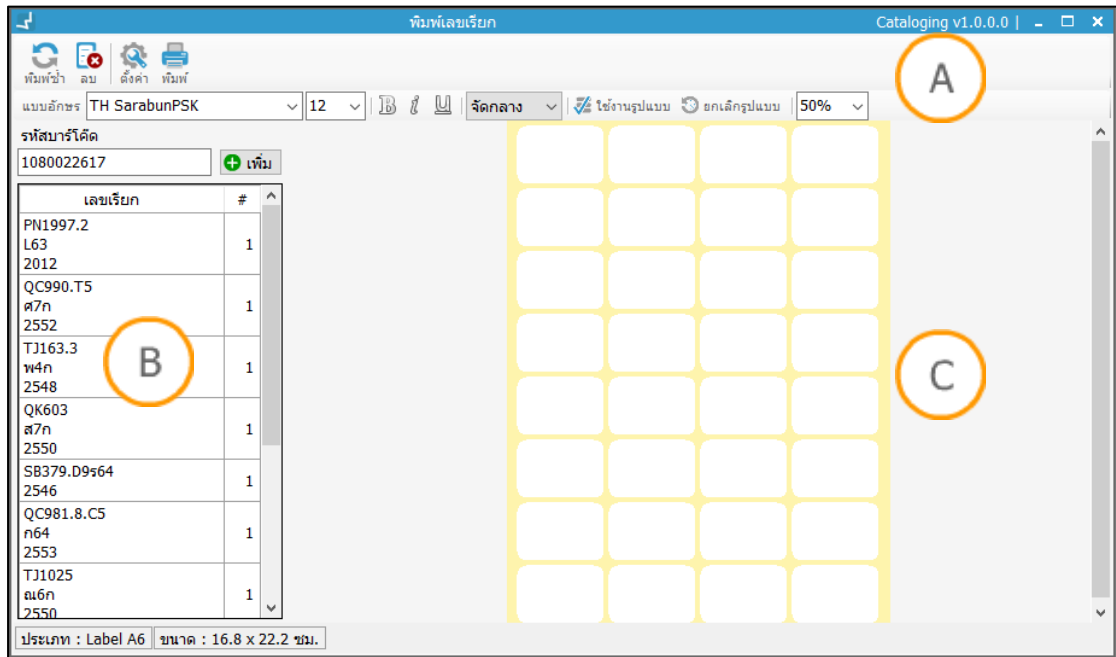 พิมพ์เลขเรียก
Cataloging v1.0.0.0 |
พิมพ์ซ้ำ ลบ ตั้งค่า พิมพ์
A
แบบอักษร TH SarabunPSK 12 B i U จัดกลาง ใช้งานรูปแบบ ยกเลิกรูปแบบ 50%
รหัสบาร์โค๊ด
1080022617 เพิ่ม
เลขเรียก #
PN1997.2
L63 1
2012
QC990.T5
ศ7ก 1
2552
TJ163.3
พ4ก 1
2548
B
C
QK603
ส7ก 1
2550
SB379.D9ร64
2546 1
QC981.8.C5
ก64 1
2553
TJ1025
ณ6ก 1
2550
ประเภท : Label A6 ขนาด : 16.8 x 22.2 ซม.